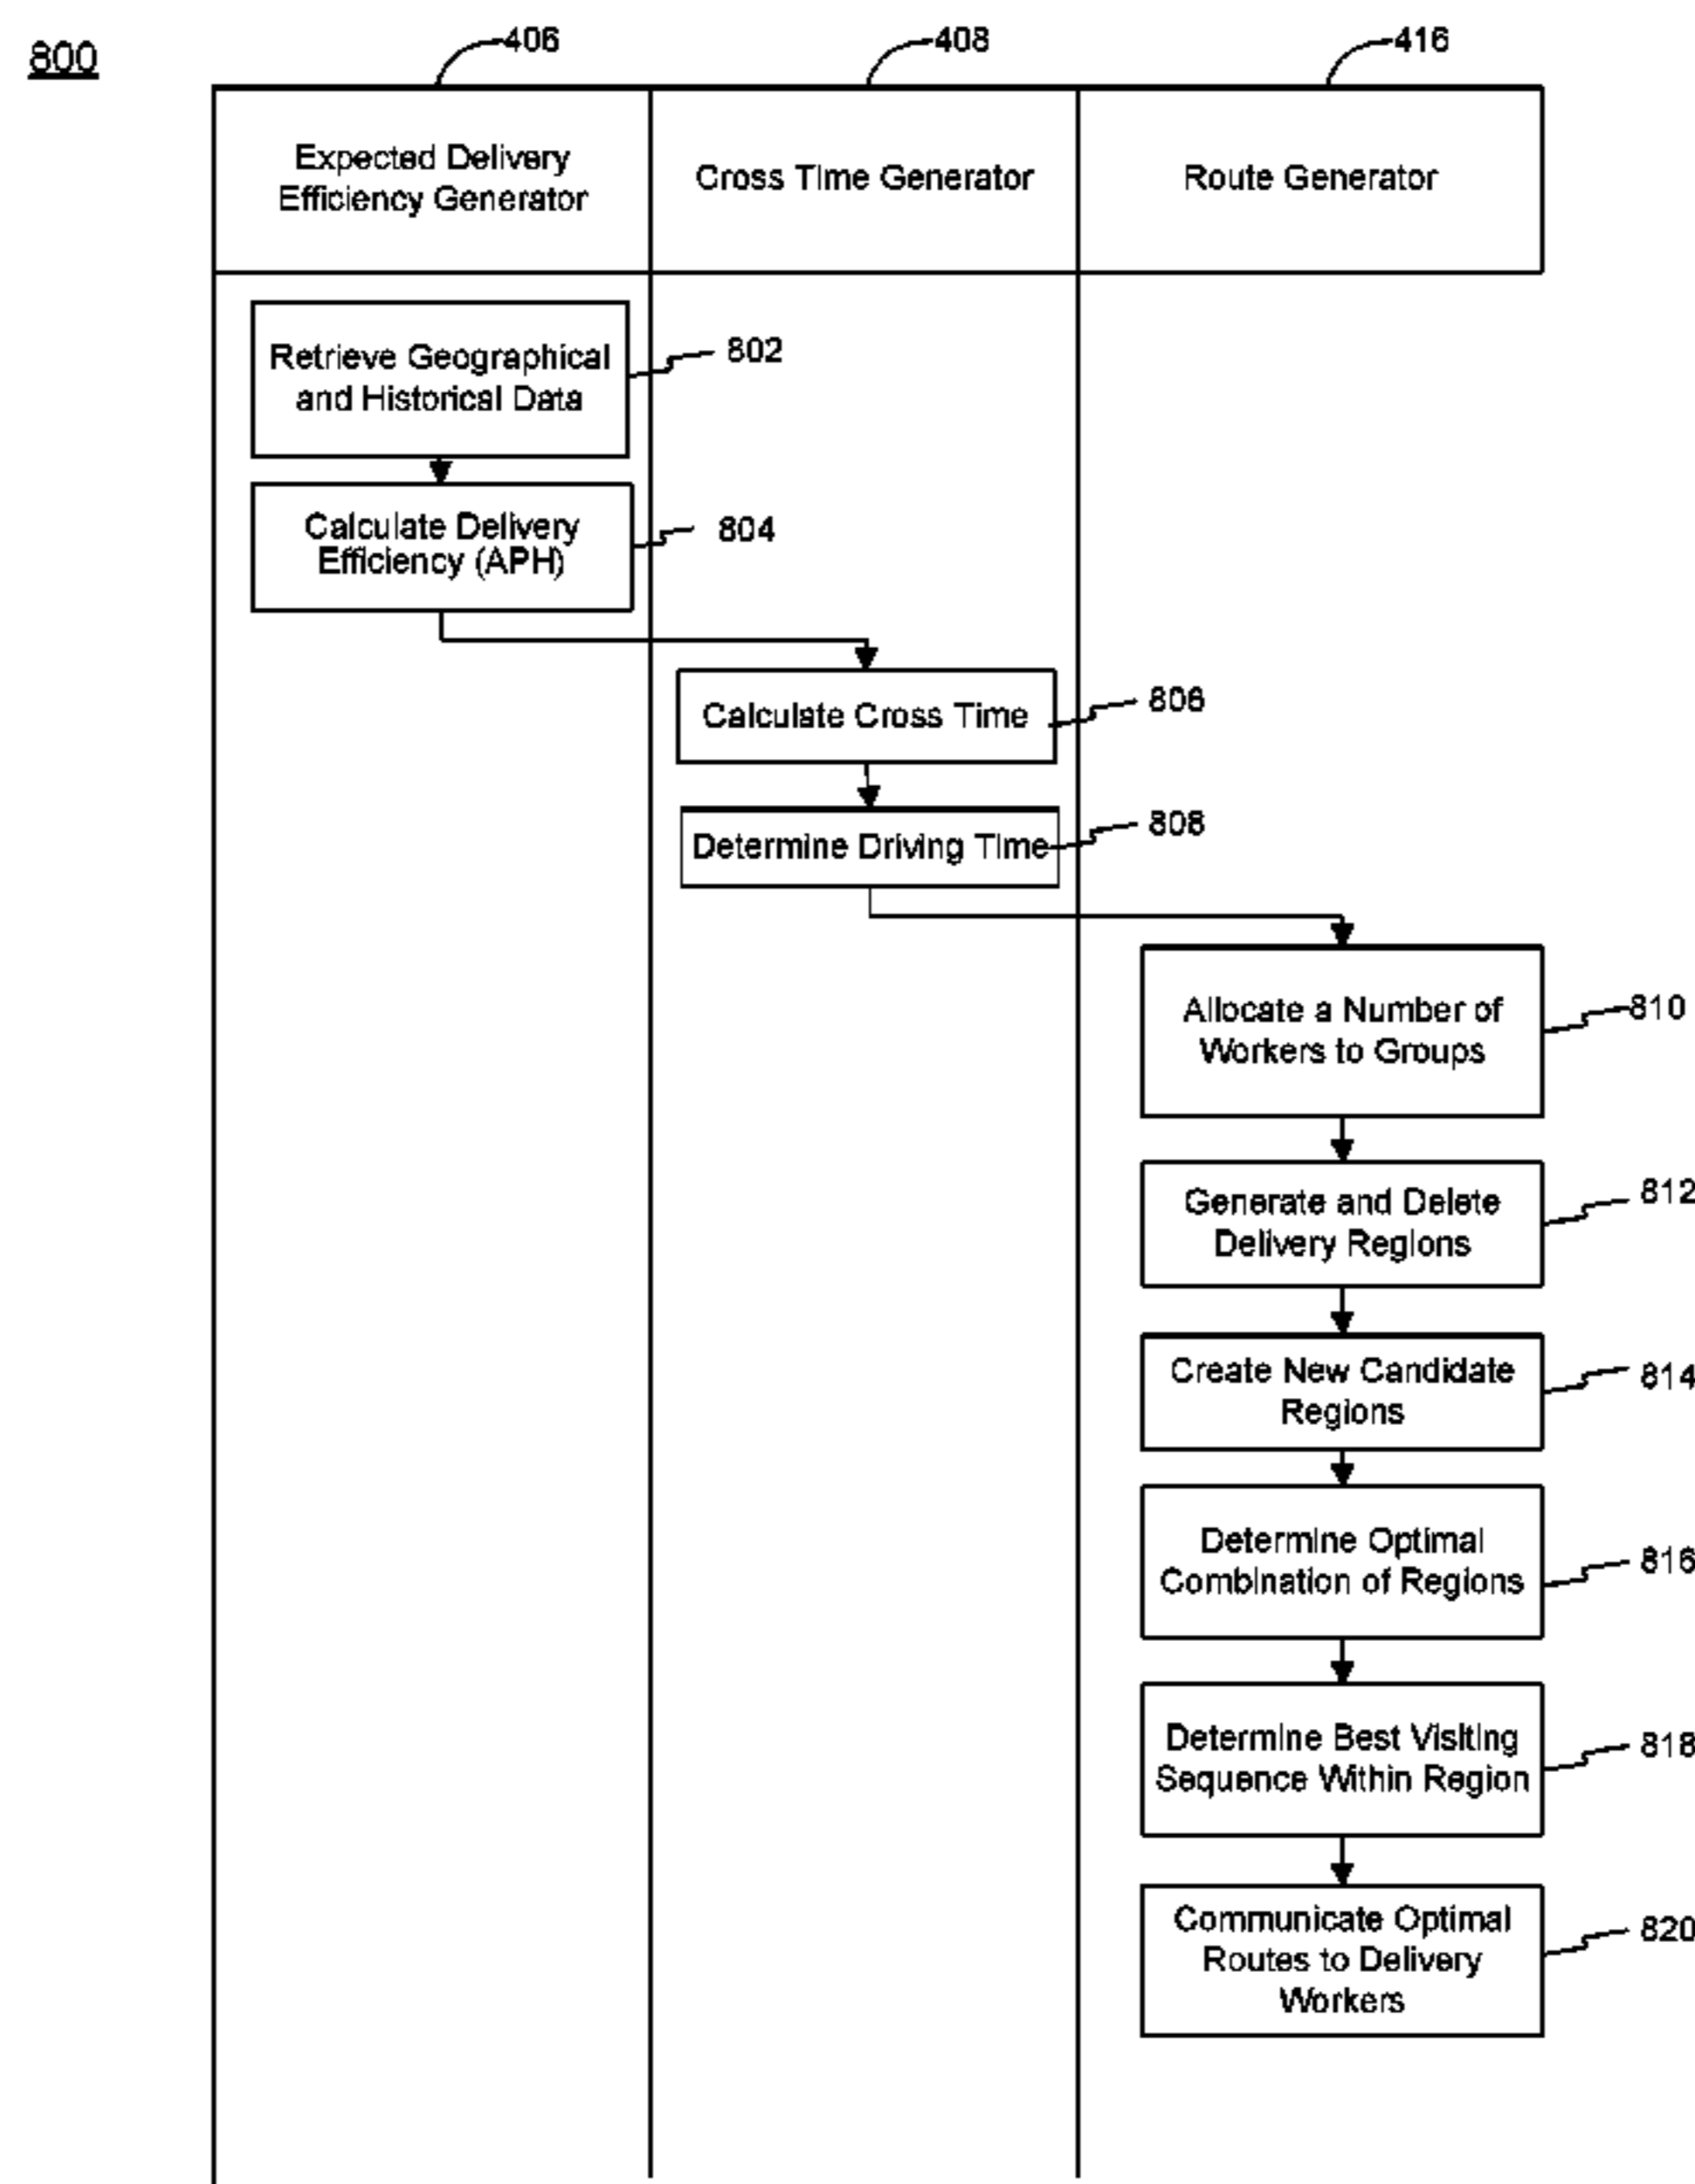 800
406
408
416
Expected Delivery
Efficiency Generator
Cross Time Generator
Route Generator
Retrieve Geographical
and Historical Data
802
Calculate Delivery
Efficiency (APH)
804
Calculate Cross Time
806
Determine Driving Time
808
Allocate a Number of
Workers to Groups
810
Generate and Delete
Delivery Regions
812
Create New Candidate
Regions
814
Determine Optimal
Combination of Regions
816
Determine Best Visiting
Sequence Within Region
818
Communicate Optimal
Routes to Delivery
Workers
820